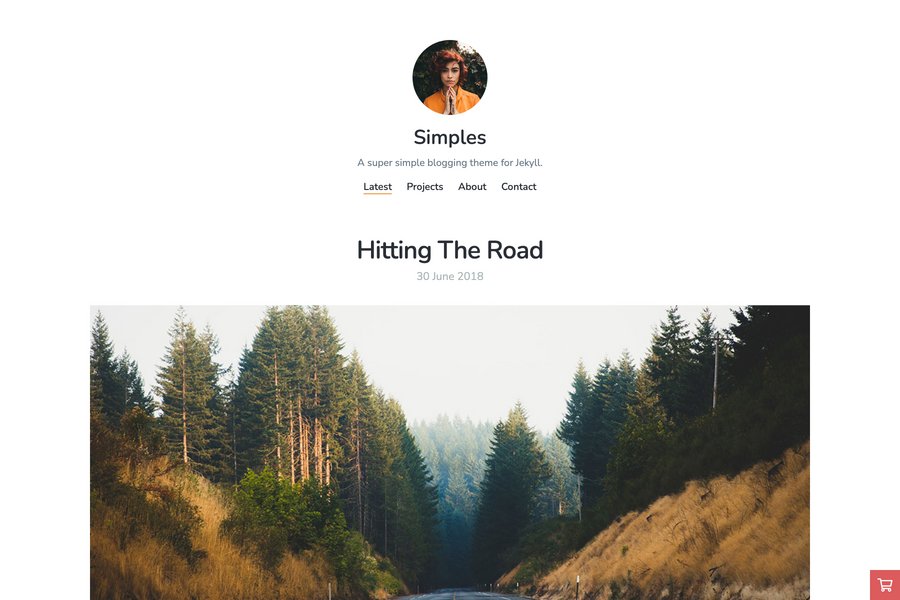 Simples
A super simple blogging theme for Jekyll.
Latest Projects About Contact
Hitting The Road
30 June 2018